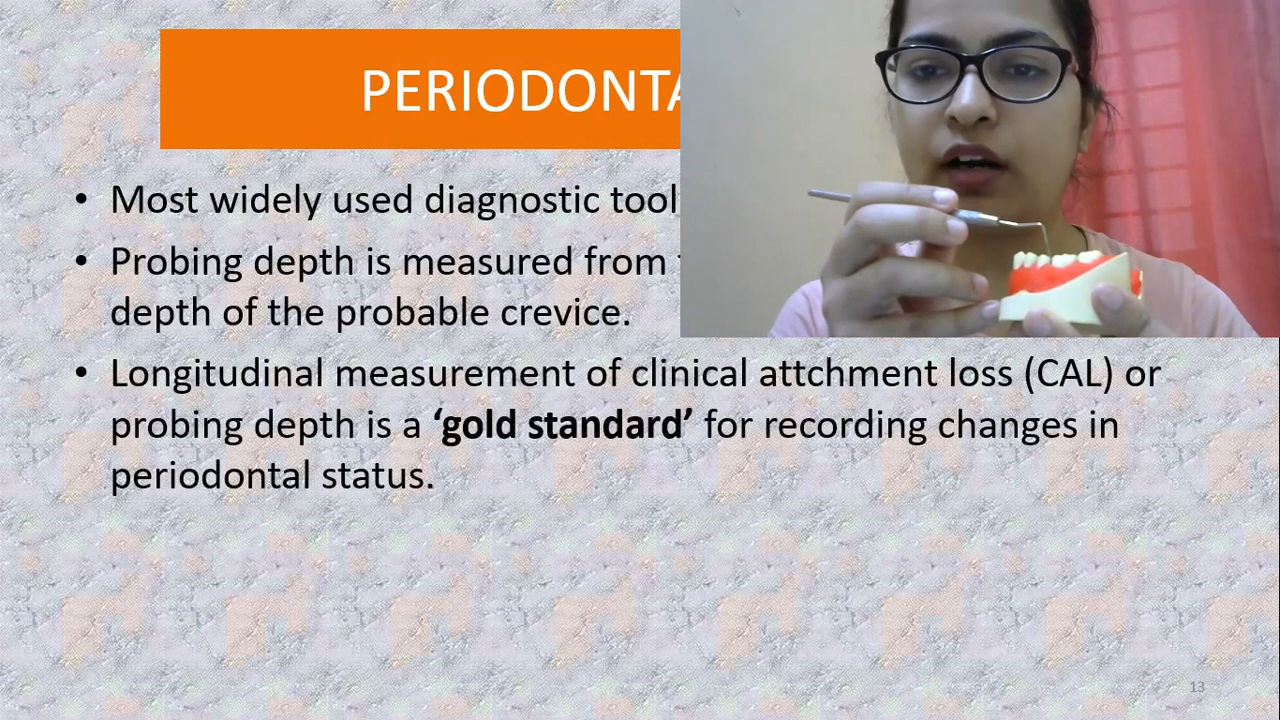 PERIODONTA
• Most widely used diagnostic tool
• Probing depth is measured from
depth of the probable crevice.
• Longitudinal measurement of clinical attchment loss (CAL) or
probing depth is a ‘gold standard’ for recording changes in
periodontal status.
13